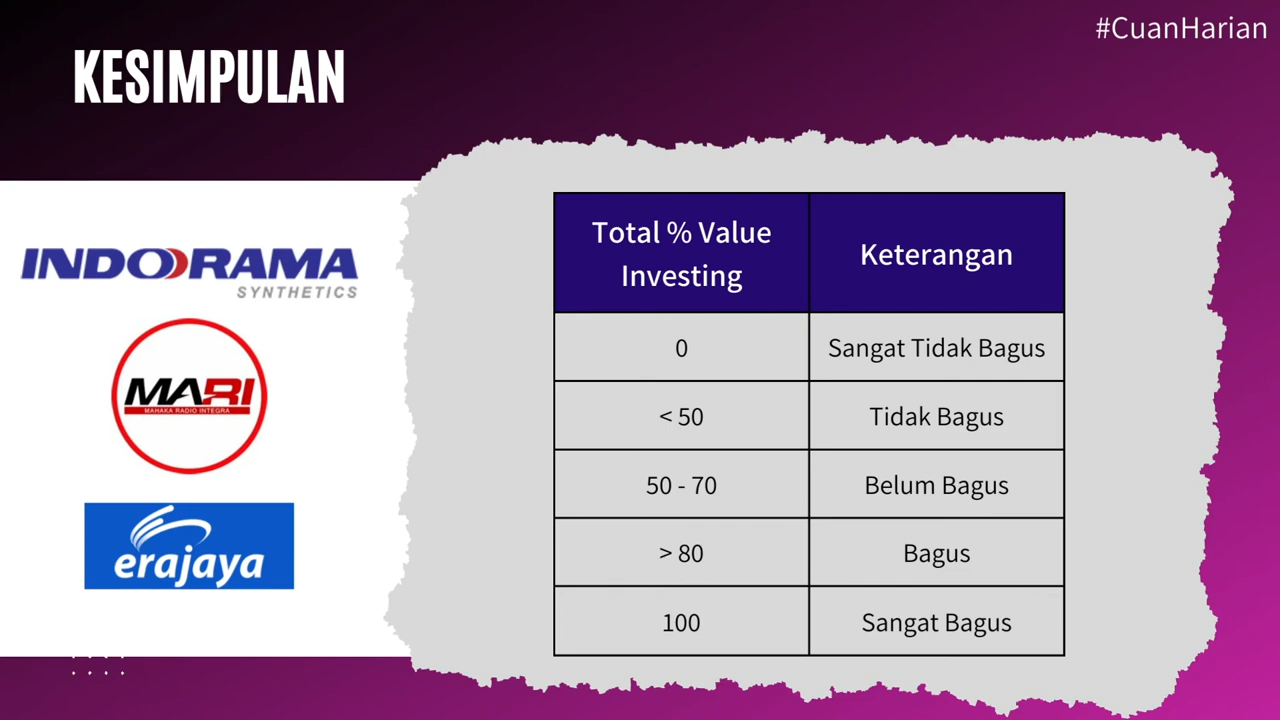 #CuanHarian
KESIMPULAN
INDORAMA
SYNTHETICS
MARI
MAHAKA RADIO INTEGRA
erajaya
Total % Value
Investing
Keterangan
0
Sangat Tidak Bagus
< 50
Tidak Bagus
50 - 70
Belum Bagus
> 80
Bagus
100
Sangat Bagus